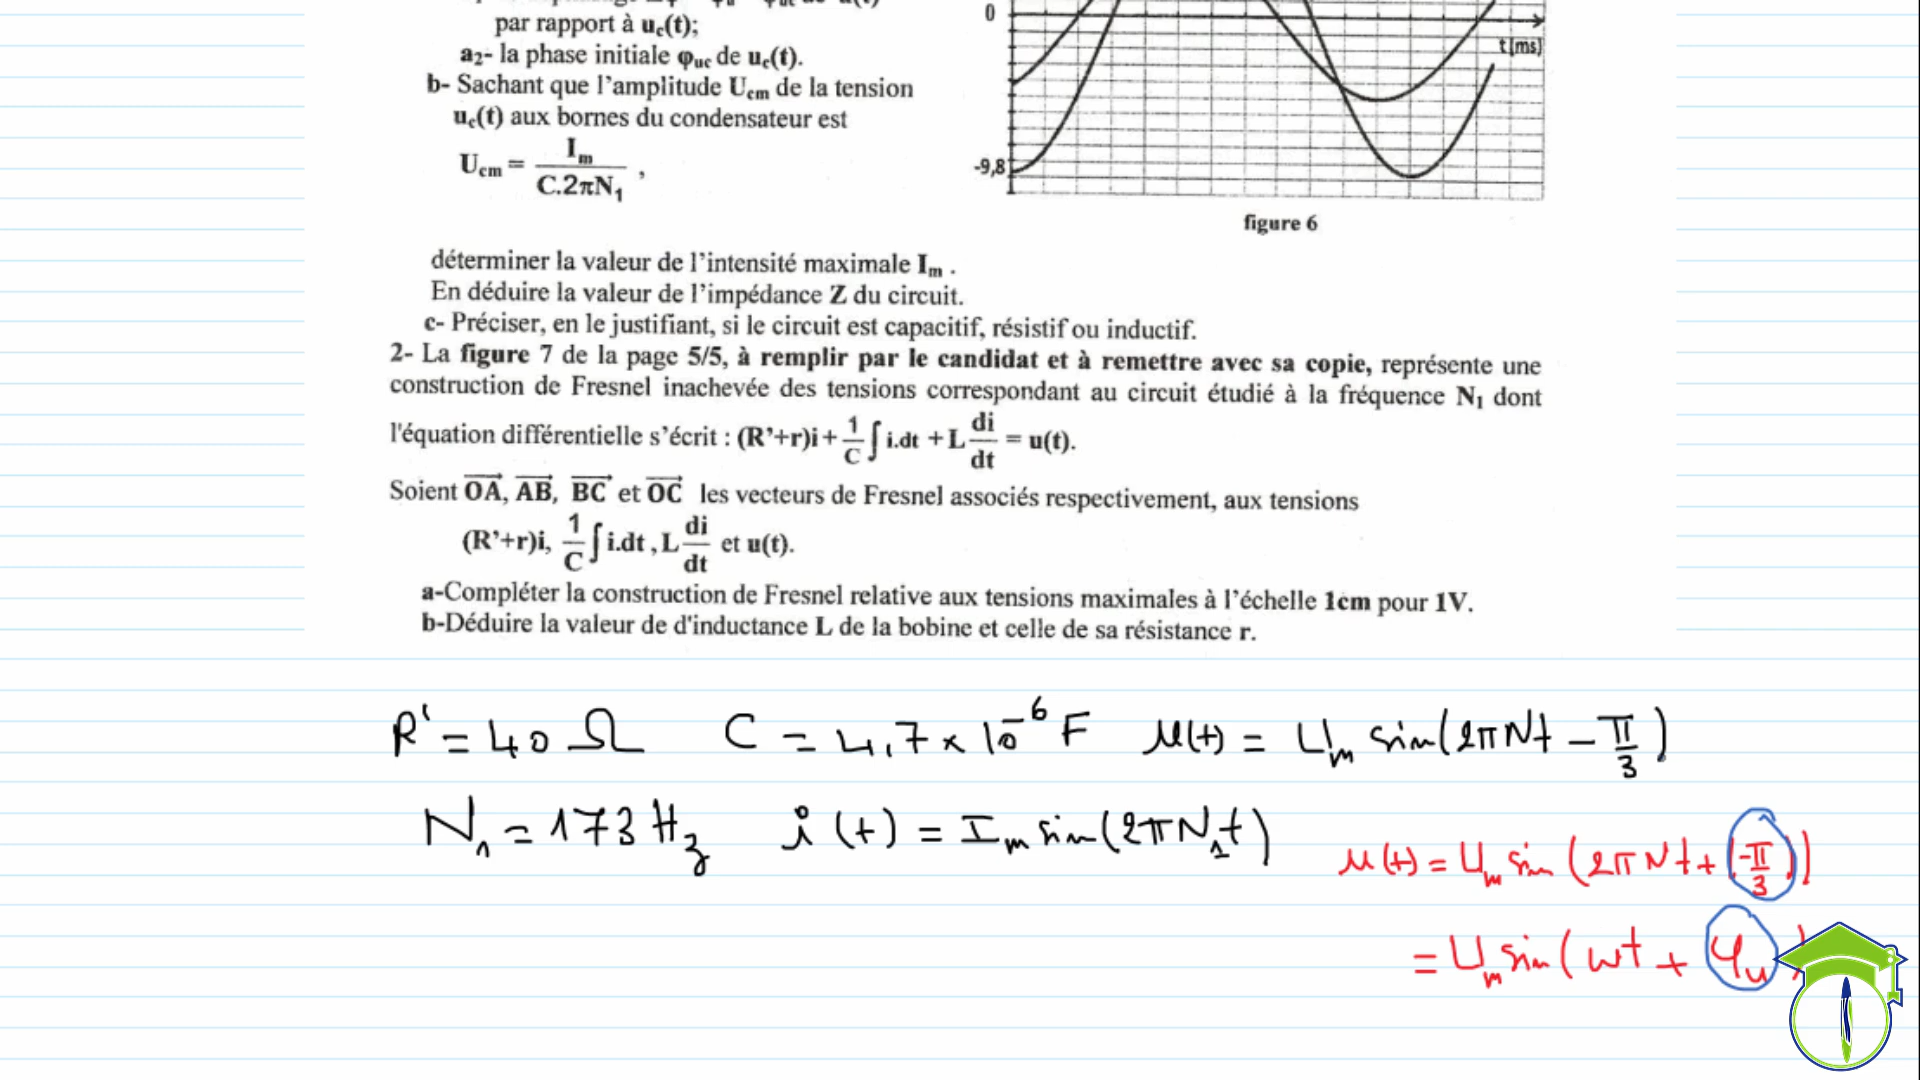 par rapport à uc(t);
a2- la phase initiale φuc de uc(t).
b- Sachant que l'amplitude Ucm de la tension
uc(t) aux bornes du condensateur est
Ucm = Im / C.2πN1 ,
0
t(ms)
-9,8
figure 6
déterminer la valeur de l'intensité maximale Im .
En déduire la valeur de l'impédance Z du circuit.
c- Préciser, en le justifiant, si le circuit est capacitif, résistif ou inductif.
2- La figure 7 de la page 5/5, à remplir par le candidat et à remettre avec sa copie, représente une
construction de Fresnel inachevée des tensions correspondant au circuit étudié à la fréquence N1 dont
l'équation différentielle s'écrit : (R'+r)i + 1/C ∫ i.dt + L di/dt = u(t).
Soient OA, AB, BC et OC les vecteurs de Fresnel associés respectivement, aux tensions
(R'+r)i, 1/C ∫ i.dt , L di/dt et u(t).
a-Compléter la construction de Fresnel relative aux tensions maximales à l'échelle 1cm pour 1V.
b-Déduire la valeur de d'inductance L de la bobine et celle de sa résistance r.
R' = 40 Ω C = 4,7 × 10^-6 F u(t) = Um sin(2πNt - π/3)
N1 = 173 Hz i(t) = Im sin(2πN1t)
u(t) = Um sin(2πNt + (-π/3))
= Um sin(wt + φu)